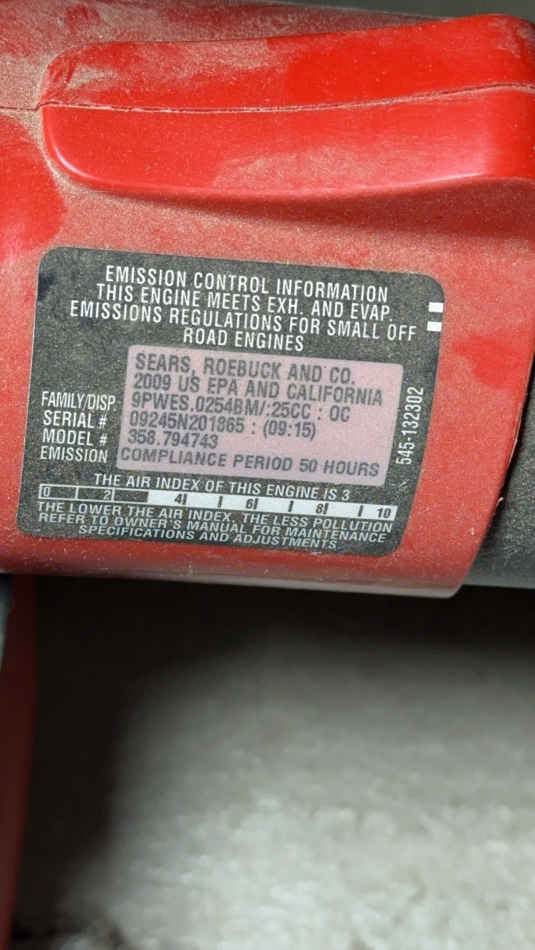 EMISSION CONTROL INFORMATION
THIS ENGINE MEETS EXH. AND EVAP.
EMISSIONS REGULATIONS FOR SMALL OFF
ROAD ENGINES
SEARS, ROEBUCK AND CO.
2009 US EPA AND CALIFORNIA
FAMILY/DISP 9PWES.0254BM/:25CC : OC
SERIAL # 09245N201865 : (09:15)
MODEL # 358.794743
EMISSION COMPLIANCE PERIOD 50 HOURS
THE AIR INDEX OF THIS ENGINE IS 3
0 2 4 6 8 10
THE LOWER THE AIR INDEX, THE LESS POLLUTION
REFER TO OWNER'S MANUAL FOR MAINTENANCE
SPECIFICATIONS AND ADJUSTMENTS
545-132302